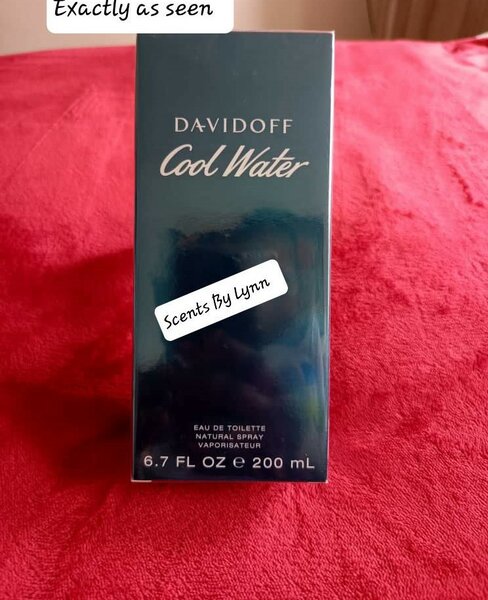 Exactly as seen
DAVIDOFF
Cool Water
Scents By Lynn
EAU DE TOILETTE
NATURAL SPRAY
VAPORISATEUR
6.7 FL OZ ℮ 200 mL